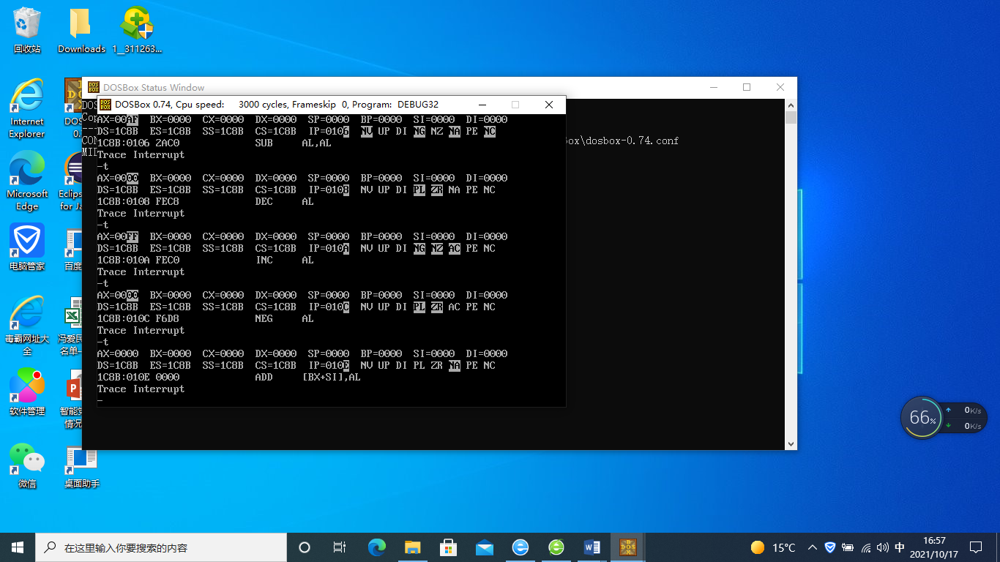 回收站
Downloads
1__311263...
Internet
Explorer
DOS
0.
Microsoft
Edge
Eclips
for Ja
电脑管家
百度
毒霸网址大
全
冯爱民
名单-
软件管理
智能党
情况
微信
桌面助手
DOSBox Status Window
DOS
Cop
CON
box\dosbox-0.74.conf
MID
DOSBox 0.74, Cpu speed: 3000 cycles, Frameskip 0, Program: DEBUG32
AX=00AF BX=0000 CX=0000 DX=0000 SP=0000 BP=0000 SI=0000 DI=0000
DS=1C8B ES=1C8B SS=1C8B CS=1C8B IP=0106 NV UP DI NG NZ NA PE NC
1C8B:0106 2AC0 SUB AL,AL
Trace Interrupt
-t
AX=0000 BX=0000 CX=0000 DX=0000 SP=0000 BP=0000 SI=0000 DI=0000
DS=1C8B ES=1C8B SS=1C8B CS=1C8B IP=0108 NV UP DI PL ZR NA PE NC
1C8B:0108 FEC8 DEC AL
Trace Interrupt
-t
AX=00FF BX=0000 CX=0000 DX=0000 SP=0000 BP=0000 SI=0000 DI=0000
DS=1C8B ES=1C8B SS=1C8B CS=1C8B IP=010A NV UP DI NG NZ AC PE NC
1C8B:010A FEC0 INC AL
Trace Interrupt
-t
AX=0000 BX=0000 CX=0000 DX=0000 SP=0000 BP=0000 SI=0000 DI=0000
DS=1C8B ES=1C8B SS=1C8B CS=1C8B IP=010C NV UP DI PL ZR AC PE NC
1C8B:010C F6D8 NEG AL
Trace Interrupt
-t
AX=0000 BX=0000 CX=0000 DX=0000 SP=0000 BP=0000 SI=0000 DI=0000
DS=1C8B ES=1C8B SS=1C8B CS=1C8B IP=010E NV UP DI PL ZR NA PE NC
1C8B:010E 0000 ADD [BX+SI],AL
Trace Interrupt
-
66%
0K/s
0K/s
在这里输入你要搜索的内容
15°C
中
16:57
2021/10/17